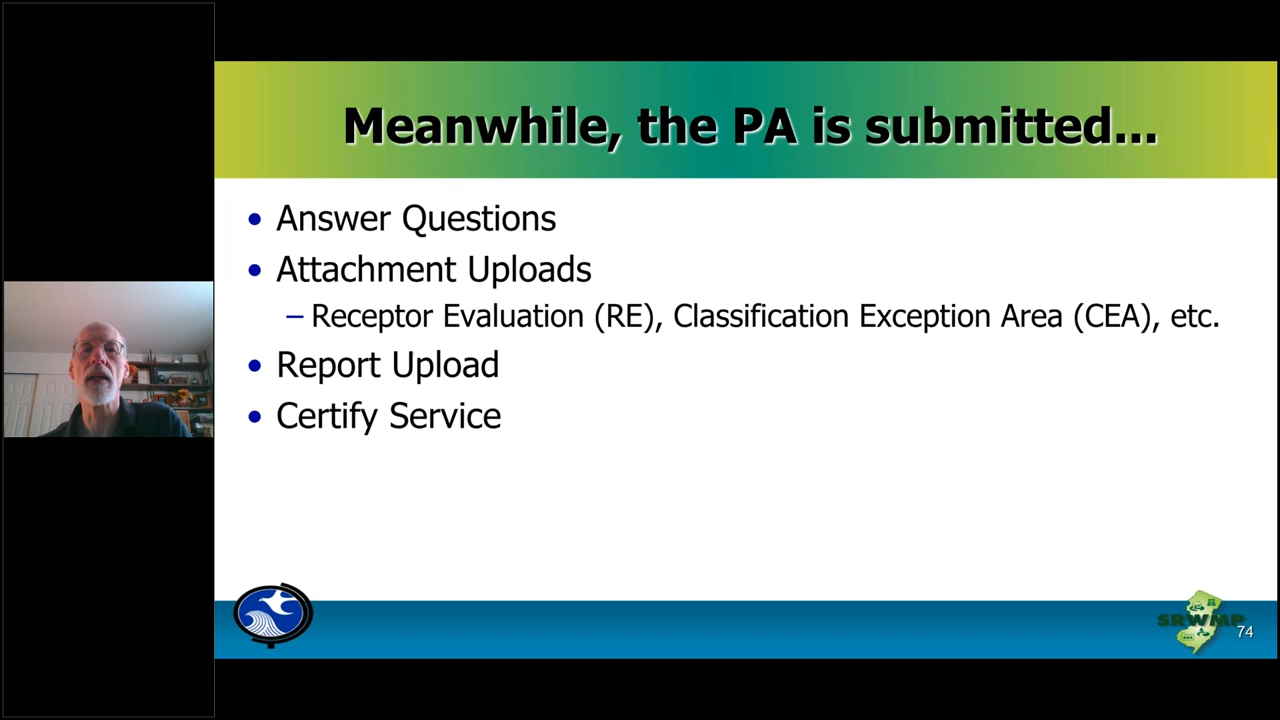 Meanwhile, the PA is submitted...
• Answer Questions
• Attachment Uploads
– Receptor Evaluation (RE), Classification Exception Area (CEA), etc.
• Report Upload
• Certify Service
SRWMP
74